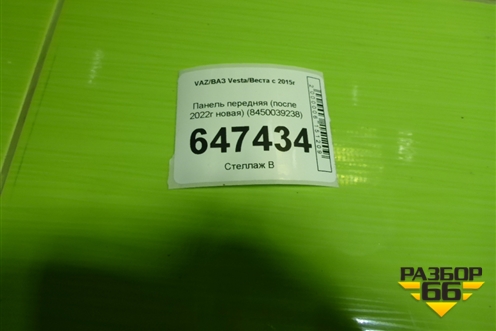 VAZ/ВАЗ Vesta/Веста с 2015г
Панель передняя (после
2022г новая) (8450039238)
647434
Стеллаж В
РАЗБОР
66